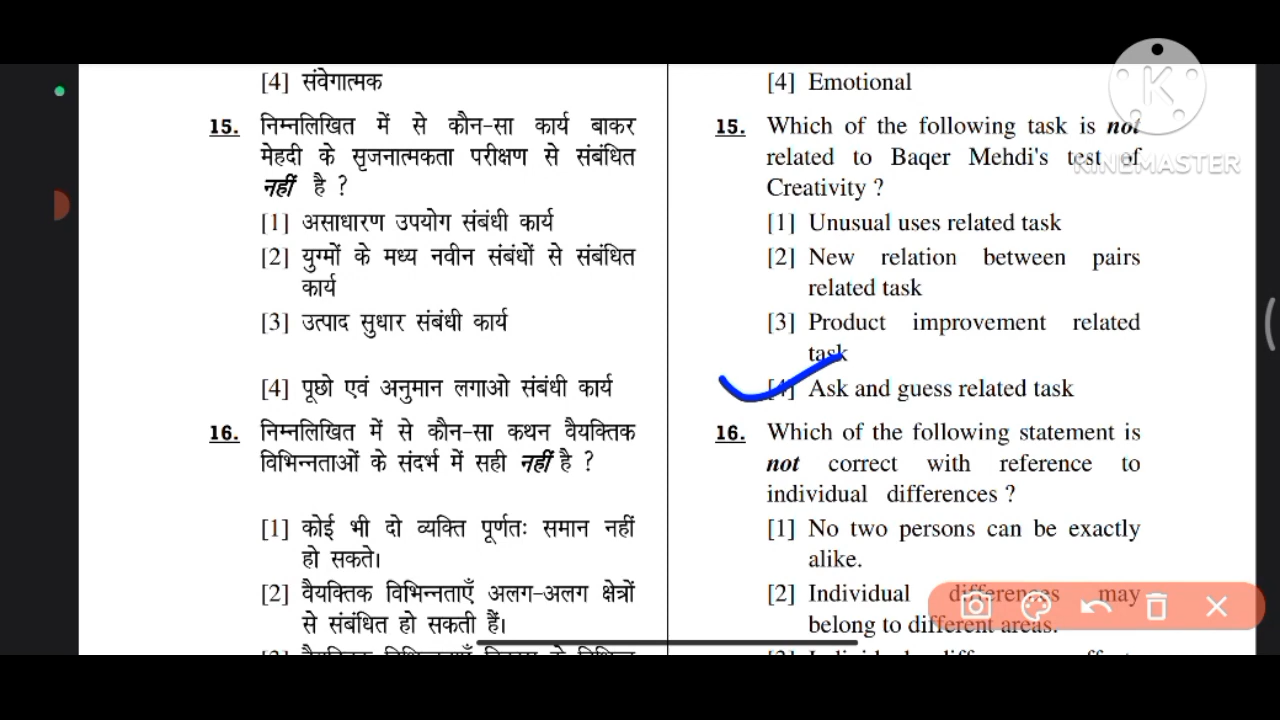 [4] संवेगात्मक
15. निम्नलिखित में से कौन-सा कार्य बाकर
मेहदी के सृजनात्मकता परीक्षण से संबंधित
नहीं है ?
[1] असाधारण उपयोग संबंधी कार्य
[2] युग्मों के मध्य नवीन संबंधों से संबंधित
कार्य
[3] उत्पाद सुधार संबंधी कार्य
[4] पूछो एवं अनुमान लगाओ संबंधी कार्य
16. निम्नलिखित में से कौन-सा कथन वैयक्तिक
विभिन्नताओं के संदर्भ में सही नहीं है ?
[1] कोई भी दो व्यक्ति पूर्णतः समान नहीं
हो सकते।
[2] वैयक्तिक विभिन्नताएँ अलग-अलग क्षेत्रों
से संबंधित हो सकती हैं।
[4] Emotional
15. Which of the following task is not
related to Baqer Mehdi's test of
Creativity ?
[1] Unusual uses related task
[2] New relation between pairs
related task
[3] Product improvement related
task
[4] Ask and guess related task
16. Which of the following statement is
not correct with reference to
individual differences ?
[1] No two persons can be exactly
alike.
[2] Individual differences may
belong to different areas.
K
KINEMASTER